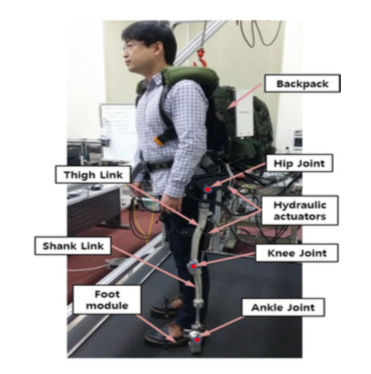 Backpack
Hip Joint
Thigh Link
Hydraulic
actuators
Shank Link
Knee Joint
Foot
module
Ankle Joint